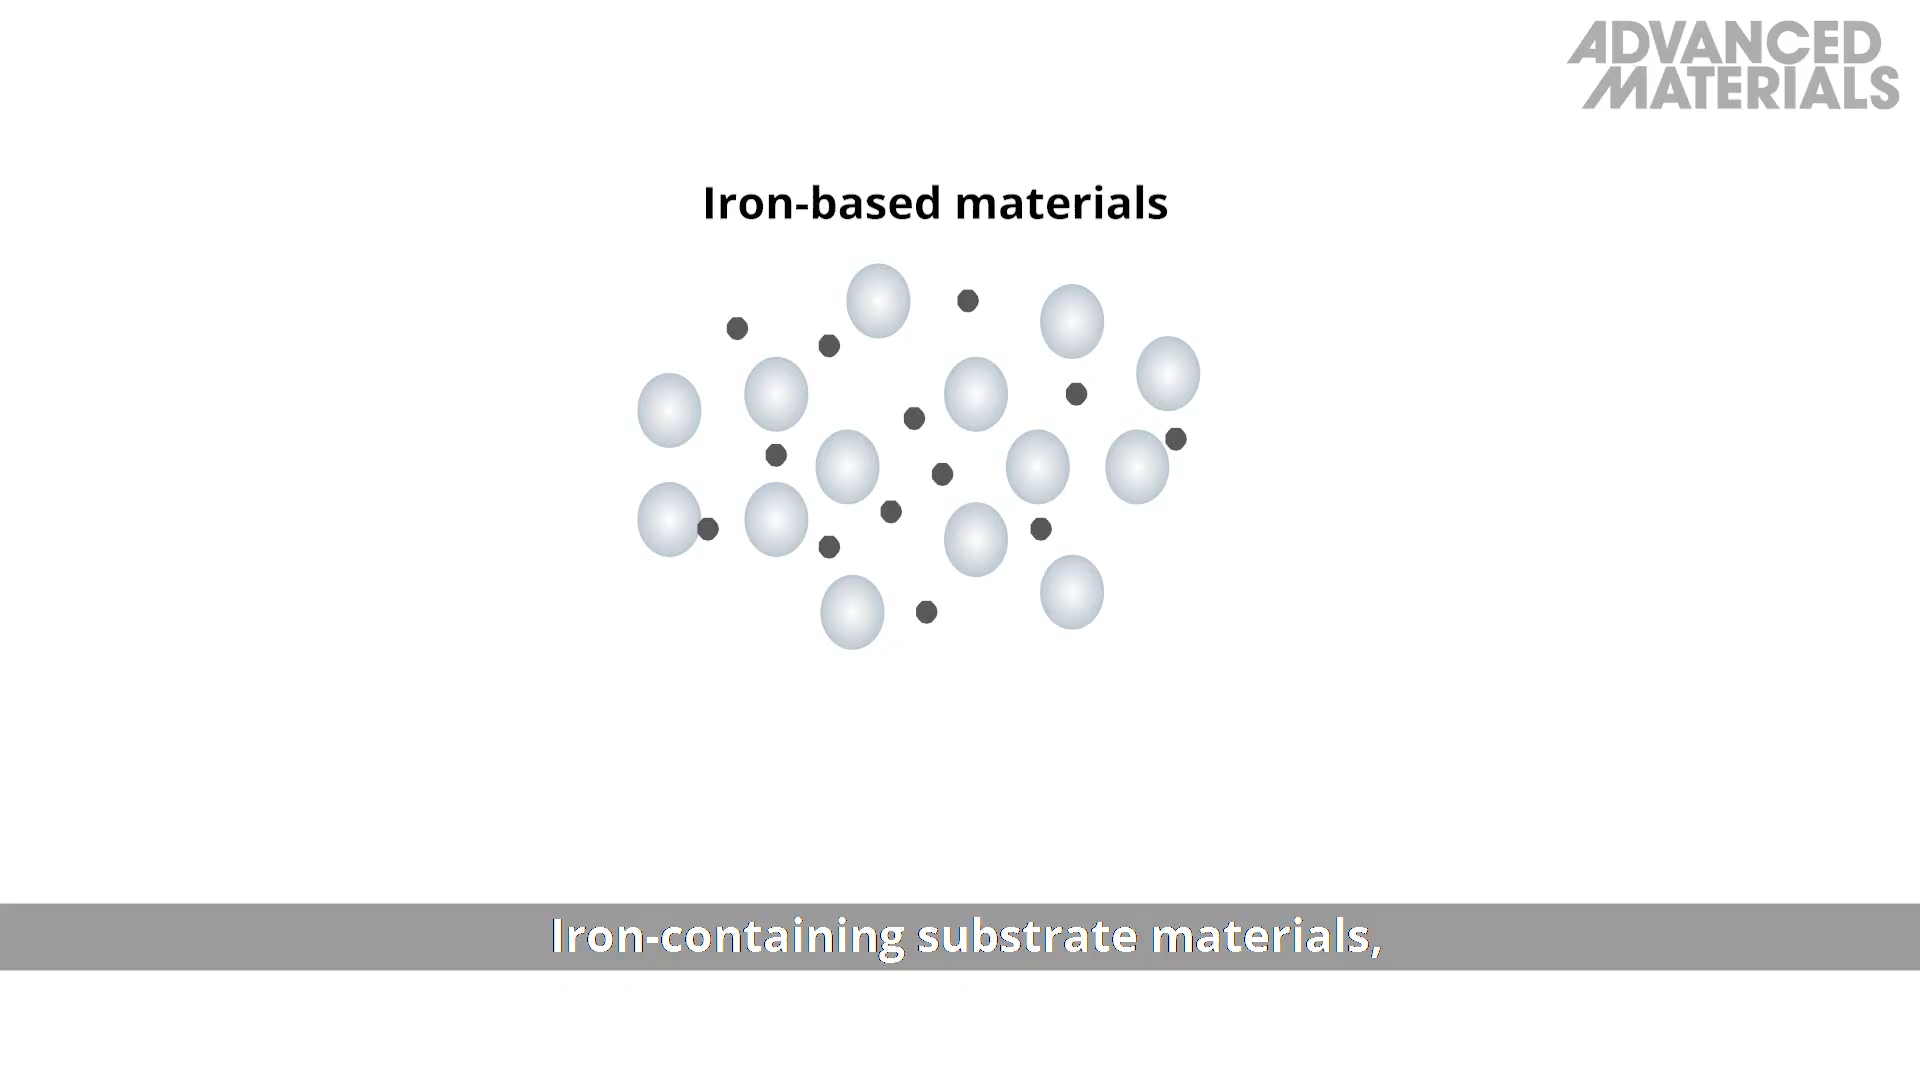 ADVANCED
MATERIALS
Iron-based materials
Iron-containing substrate materials,